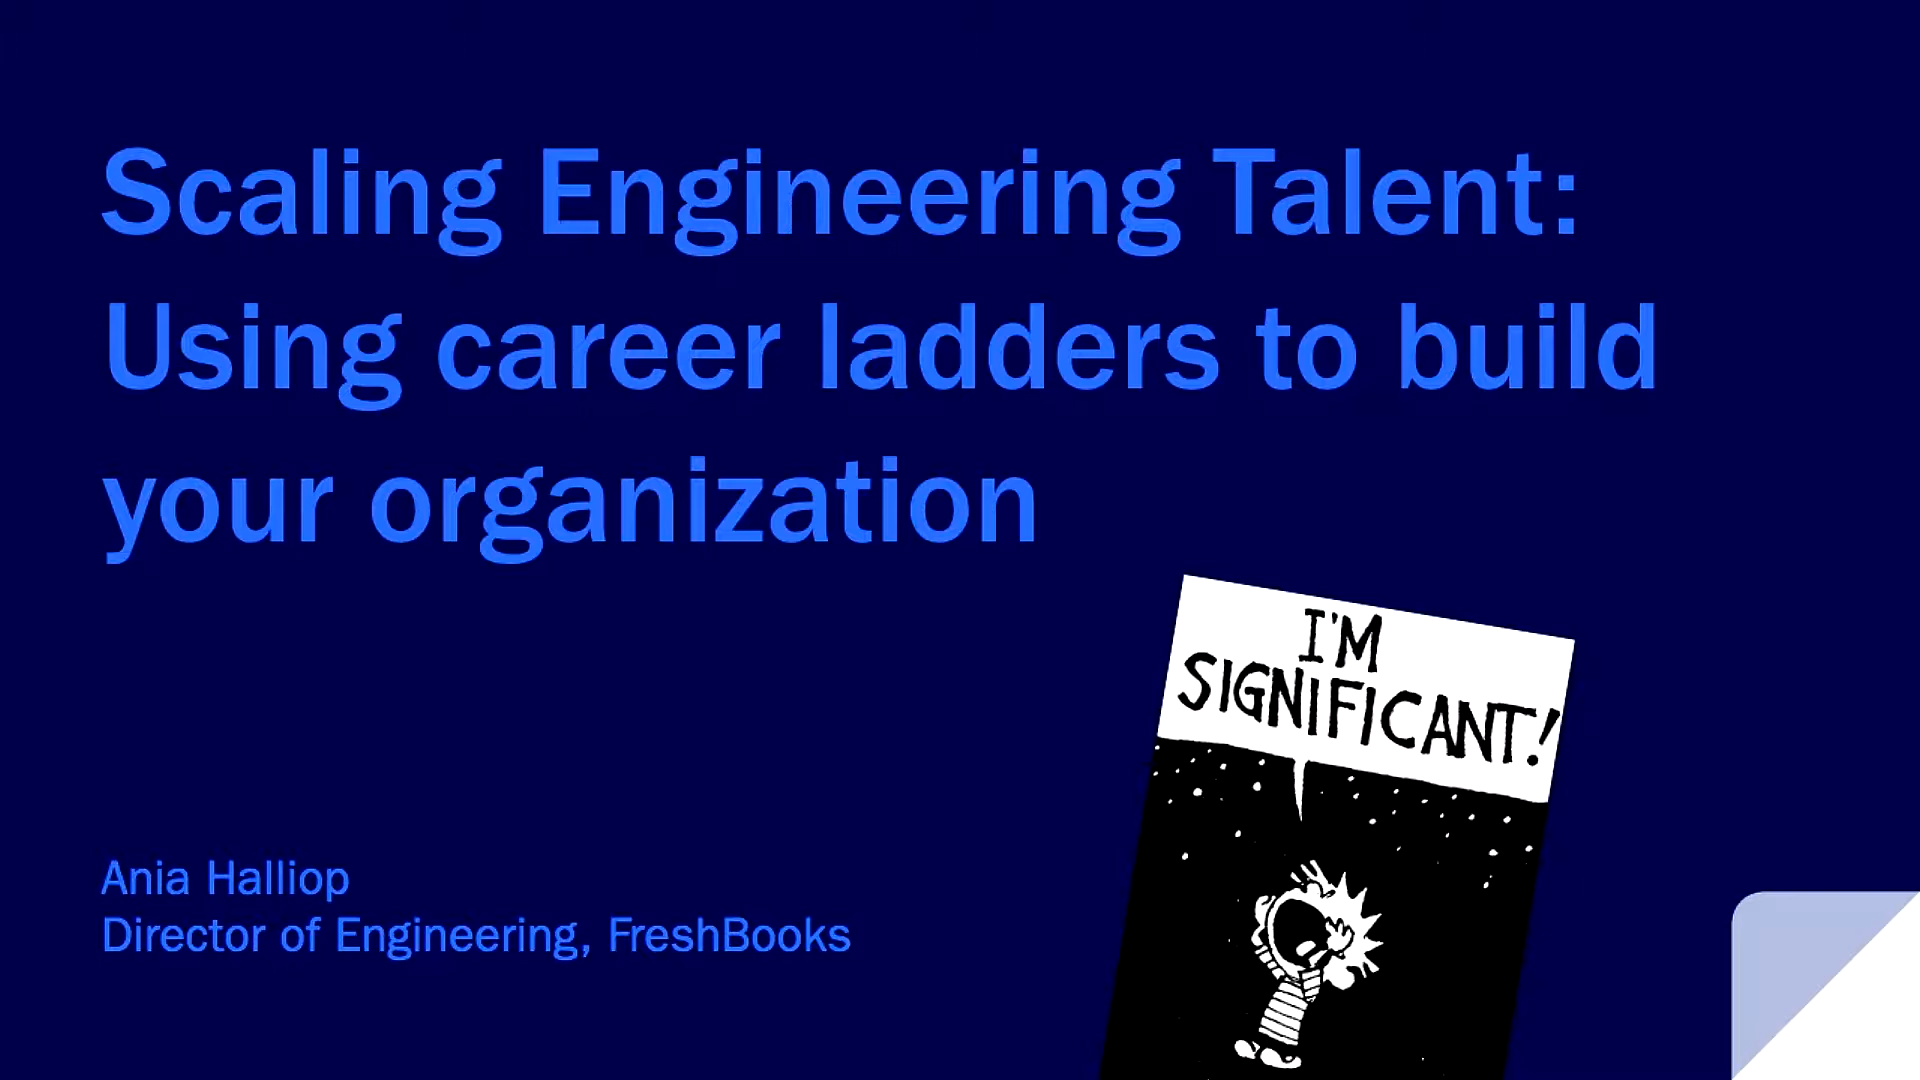 Scaling Engineering Talent:
Using career ladders to build
your organization
I'M
SIGNIFICANT!
Ania Halliop
Director of Engineering, FreshBooks